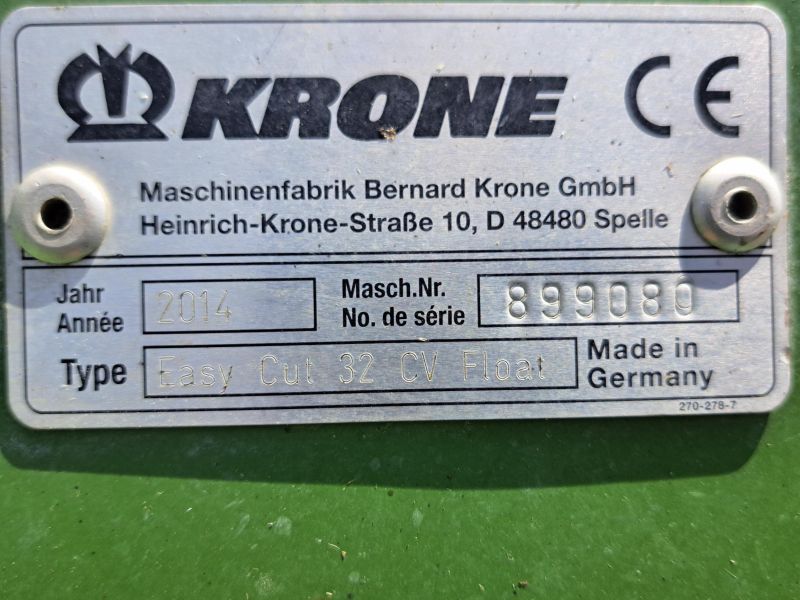 KRONE CE
Maschinenfabrik Bernard Krone GmbH
Heinrich-Krone-Straße 10, D 48480 Spelle
Jahr
Année
2014
Masch.Nr.
No. de série
899080
Type Easy Cut 32 CV Float
Made in
Germany
270-278-7